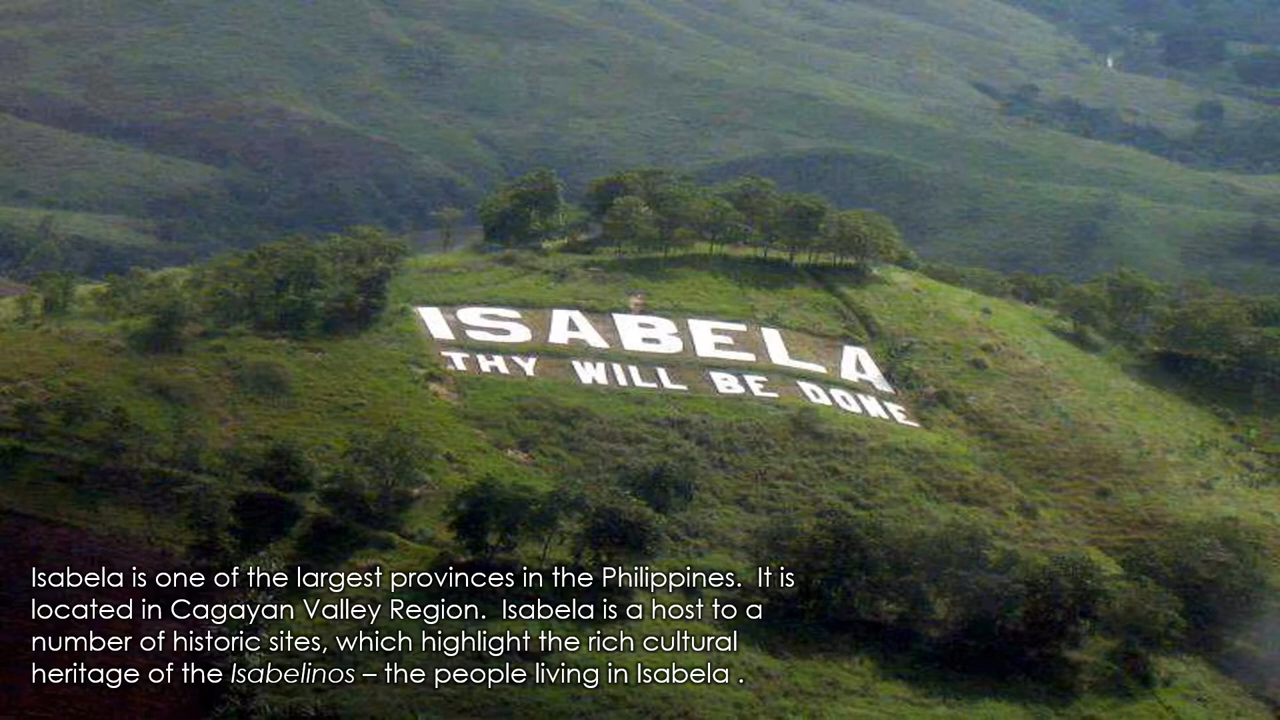 ISABELA
THY WILL BE DONE
Isabela is one of the largest provinces in the Philippines.  It is
located in Cagayan Valley Region.  Isabela is a host to a
number of historic sites, which highlight the rich cultural
heritage of the Isabelinos – the people living in Isabela .